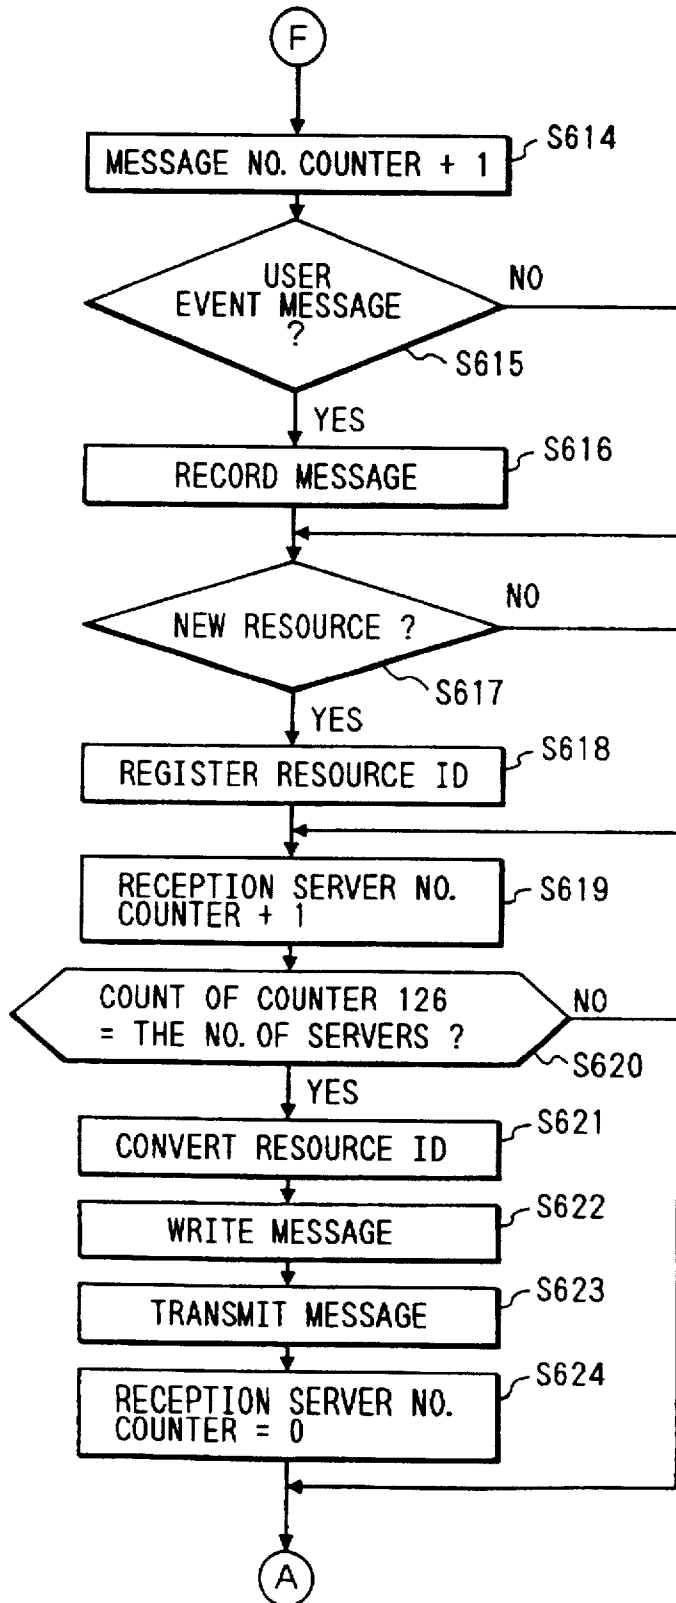 F
MESSAGE NO. COUNTER + 1
S614
USER
EVENT MESSAGE
?
NO
S615
YES
RECORD MESSAGE
S616
NEW RESOURCE ?
NO
S617
YES
REGISTER RESOURCE ID
S618
RECEPTION SERVER NO.
COUNTER + 1
S619
COUNT OF COUNTER 126
= THE NO. OF SERVERS ?
NO
S620
YES
CONVERT RESOURCE ID
S621
WRITE MESSAGE
S622
TRANSMIT MESSAGE
S623
RECEPTION SERVER NO.
COUNTER = 0
S624
A